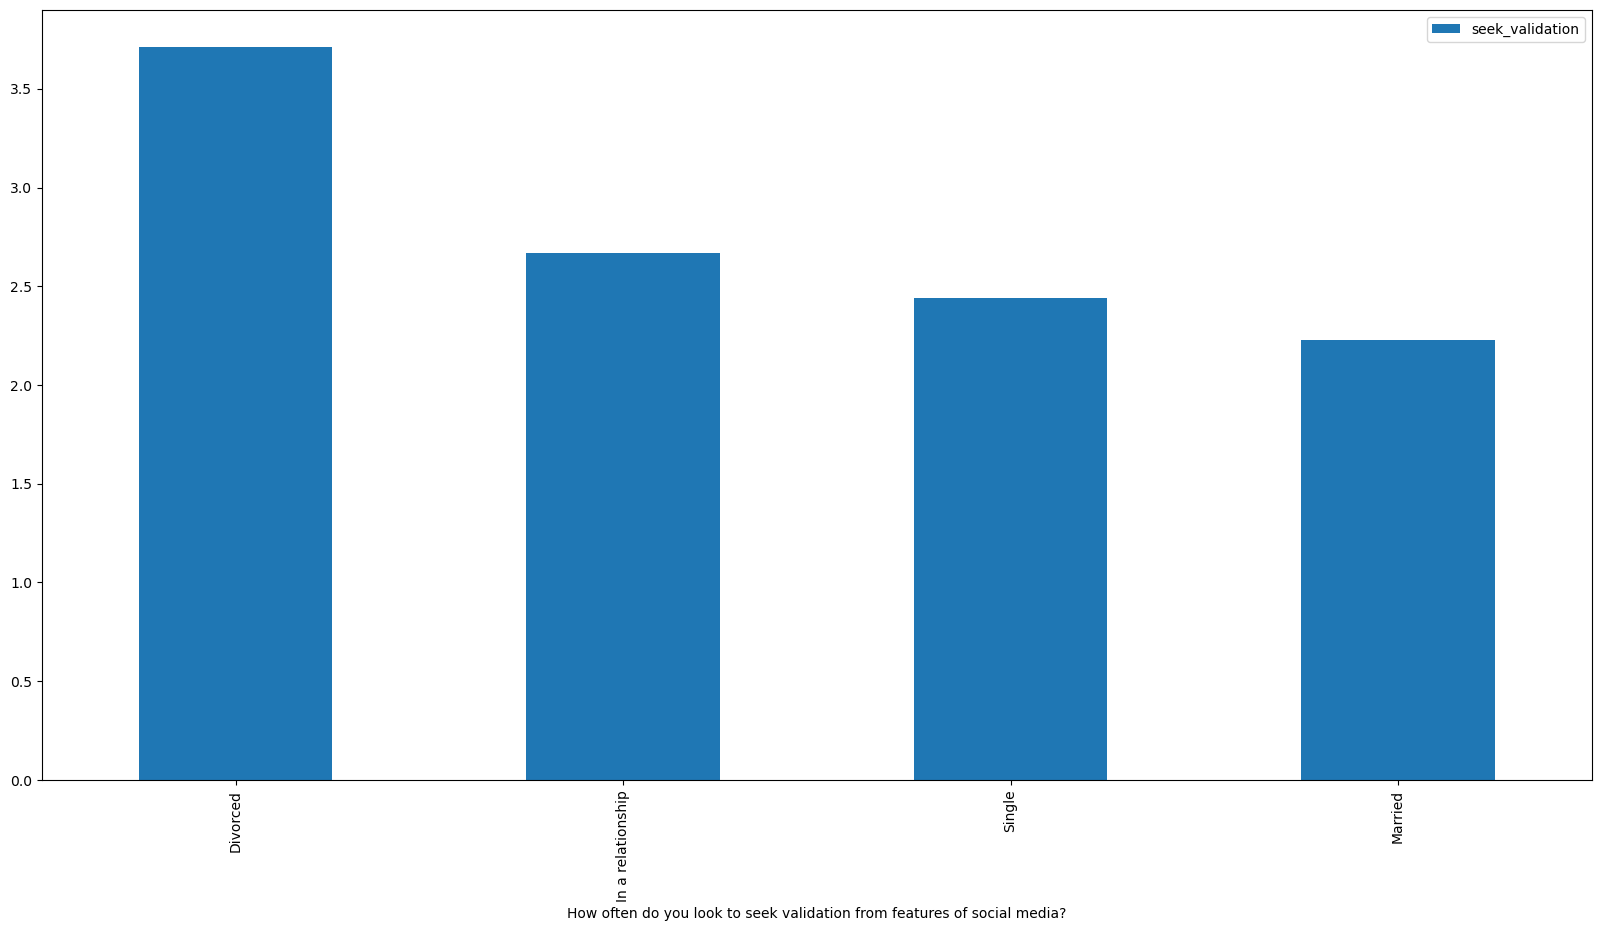 seek_validation
3.5
3.0
2.5
2.0
1.5
1.0
0.5
0.0
Divorced
In a relationship
Single
Married
How often do you look to seek validation from features of social media?